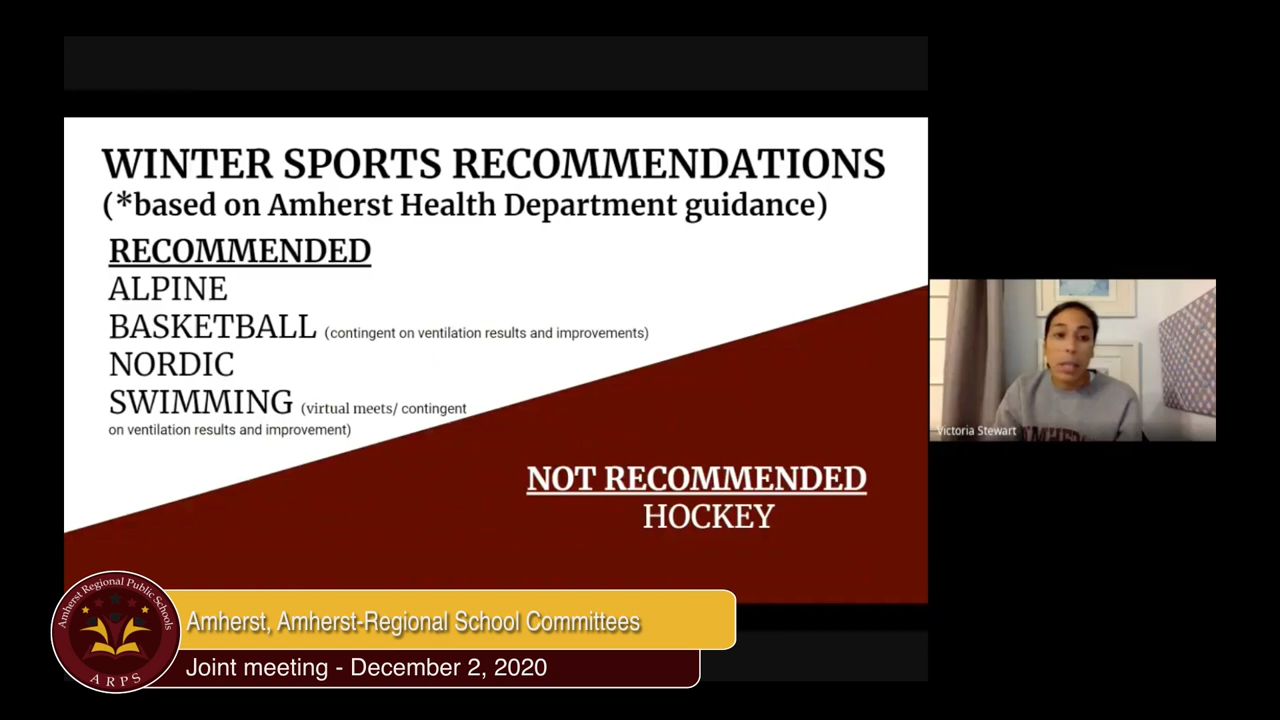 WINTER SPORTS RECOMMENDATIONS
(*based on Amherst Health Department guidance)
RECOMMENDED
ALPINE
BASKETBALL (contingent on ventilation results and improvements)
NORDIC
SWIMMING (virtual meets/ contingent
on ventilation results and improvement)
NOT RECOMMENDED
HOCKEY
Victoria Stewart
Amherst Regional Public Schools
ARPS
Amherst, Amherst-Regional School Committees
Joint meeting - December 2, 2020